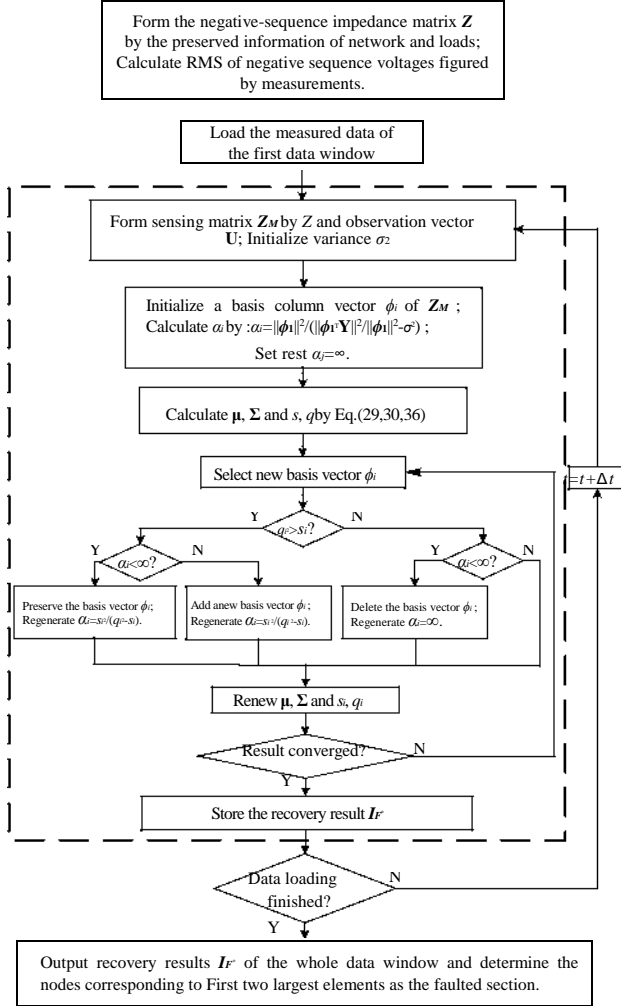 Form the negative-sequence impedance matrix Z
by the preserved information of network and loads;
Calculate RMS of negative sequence voltages figured
by measurements.
Load the measured data of
the first data window
Form sensing matrix Z_M by Z and observation vector
U; Initialize variance σ2
Initialize a basis column vector ϕi of Z_M ;
Calculate αi by :αi=||ϕ1||²/(||ϕ1ᵀY||²/||ϕ1||²-σ²) ;
Set rest αj=∞.
Calculate μ, Σ and s, qby Eq.(29,30,36)
Select new basis vector ϕi
t=t+Δt
Y
qi²>si?
N
Y
αi<∞?
N
Y
αi<∞?
N
Preserve the basis vector ϕi;
Regenerate αi=si²/(qi²-si).
Add anew basis vector ϕi;
Regenerate αi=si²/(qi²-si).
Delete the basis vector ϕi;
Regenerate αi=∞.
Renew μ, Σ and si, qi
Result converged?
N
Y
Store the recovery result I_F'
Data loading
finished?
N
Y
Output recovery results I_F' of the whole data window and determine the
nodes corresponding to First two largest elements as the faulted section.